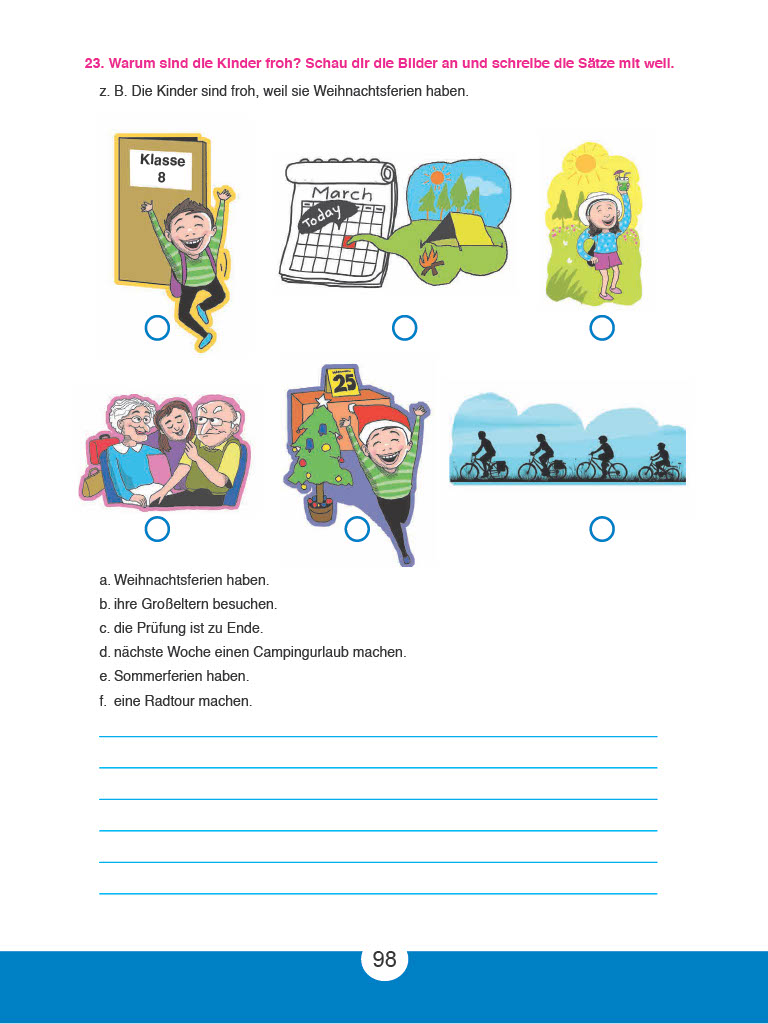 23. Warum sind die Kinder froh? Schau dir die Bilder an und schreibe die Sätze mit weil.
z. B. Die Kinder sind froh, weil sie Weihnachtsferien haben.
Klasse
8
March
Today
25
a. Weihnachtsferien haben.
b. ihre Großeltern besuchen.
c. die Prüfung ist zu Ende.
d. nächste Woche einen Campingurlaub machen.
e. Sommerferien haben.
f. eine Radtour machen.
98